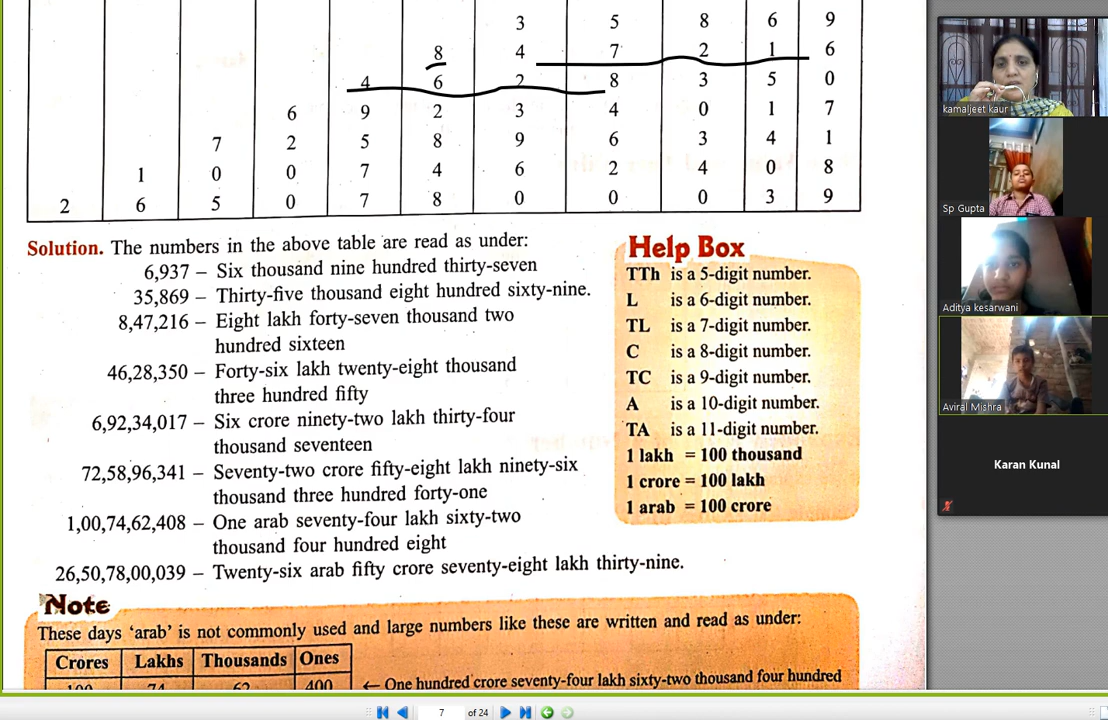 3 5 8 6 9
8 4 7 2 1 6
4 6 2 8 3 5 0
6 9 2 3 4 0 1 7
7 2 5 8 9 6 3 4 1
1 0 0 7 4 6 2 4 0 8
2 6 5 0 7 8 0 0 0 3 9
Solution. The numbers in the above table are read as under:
6,937 – Six thousand nine hundred thirty-seven
35,869 – Thirty-five thousand eight hundred sixty-nine.
8,47,216 – Eight lakh forty-seven thousand two
hundred sixteen
46,28,350 – Forty-six lakh twenty-eight thousand
three hundred fifty
6,92,34,017 – Six crore ninety-two lakh thirty-four
thousand seventeen
72,58,96,341 – Seventy-two crore fifty-eight lakh ninety-six
thousand three hundred forty-one
1,00,74,62,408 – One arab seventy-four lakh sixty-two
thousand four hundred eight
26,50,78,00,039 – Twenty-six arab fifty crore seventy-eight lakh thirty-nine.
Help Box
TTh is a 5-digit number.
L is a 6-digit number.
TL is a 7-digit number.
C is a 8-digit number.
TC is a 9-digit number.
A is a 10-digit number.
TA is a 11-digit number.
1 lakh = 100 thousand
1 crore = 100 lakh
1 arab = 100 crore
Note
These days ‘arab’ is not commonly used and large numbers like these are written and read as under:
Crores Lakhs Thousands Ones
100 74 62 400 ← One hundred crore seventy-four lakh sixty-two thousand four hundred
7 of 24
kamaljeet kaur
Sp Gupta
Aditya kesarwani
Aviral Mishra
Karan Kunal